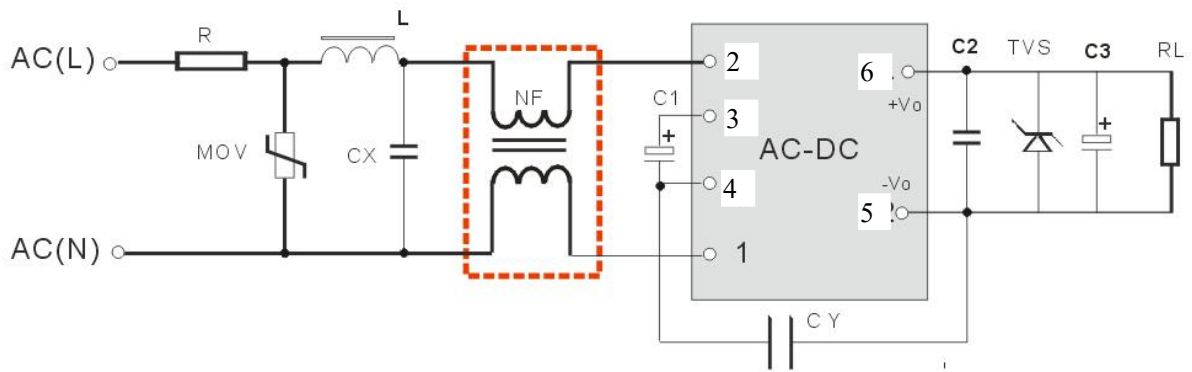 L
R
AC(L)
2
6
C2
TVS
C3
RL
NF
C1
+
3
+Vo
+
MOV
CX
AC-DC
4
-Vo
5
AC(N)
1
CY